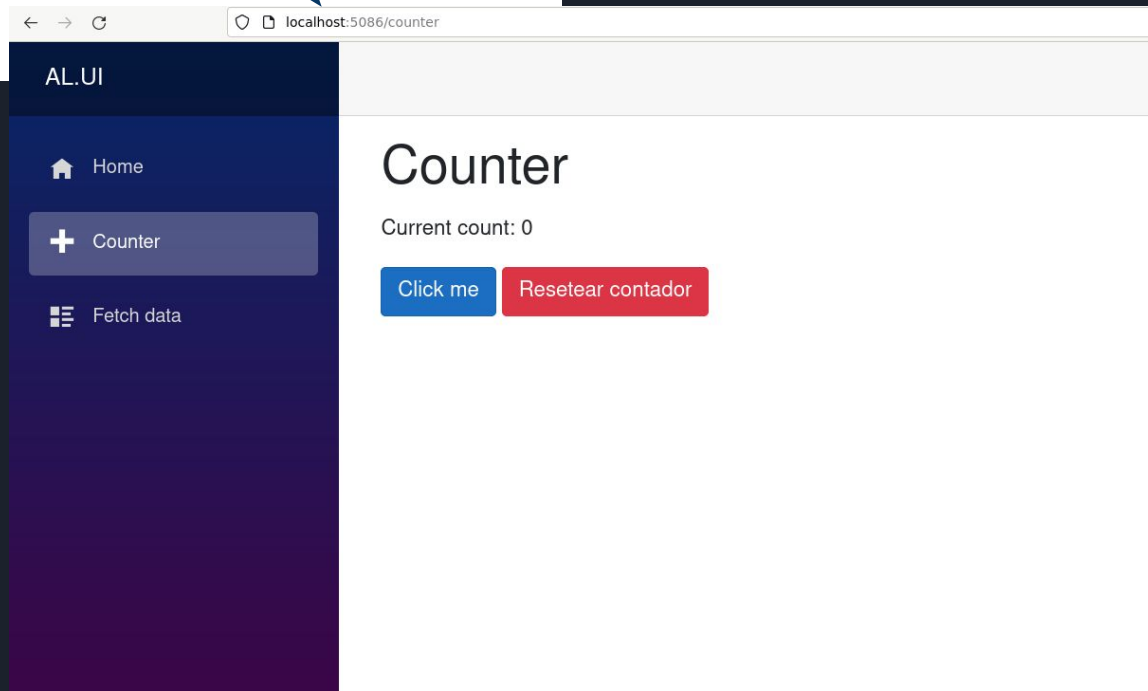 localhost:5086/counter
AL.UI
Home
Counter
Fetch data
Counter
Current count: 0
Click me
Resetear contador